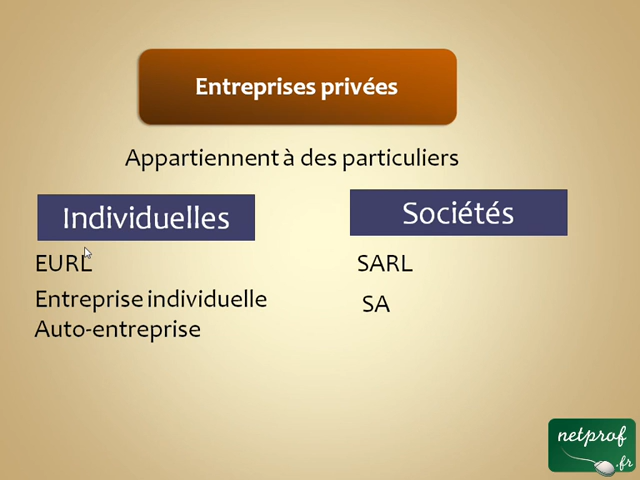 Entreprises privées
Appartiennent à des particuliers
Individuelles
EURL
Entreprise individuelle
Auto-entreprise
Sociétés
SARL
SA
netprof
.fr